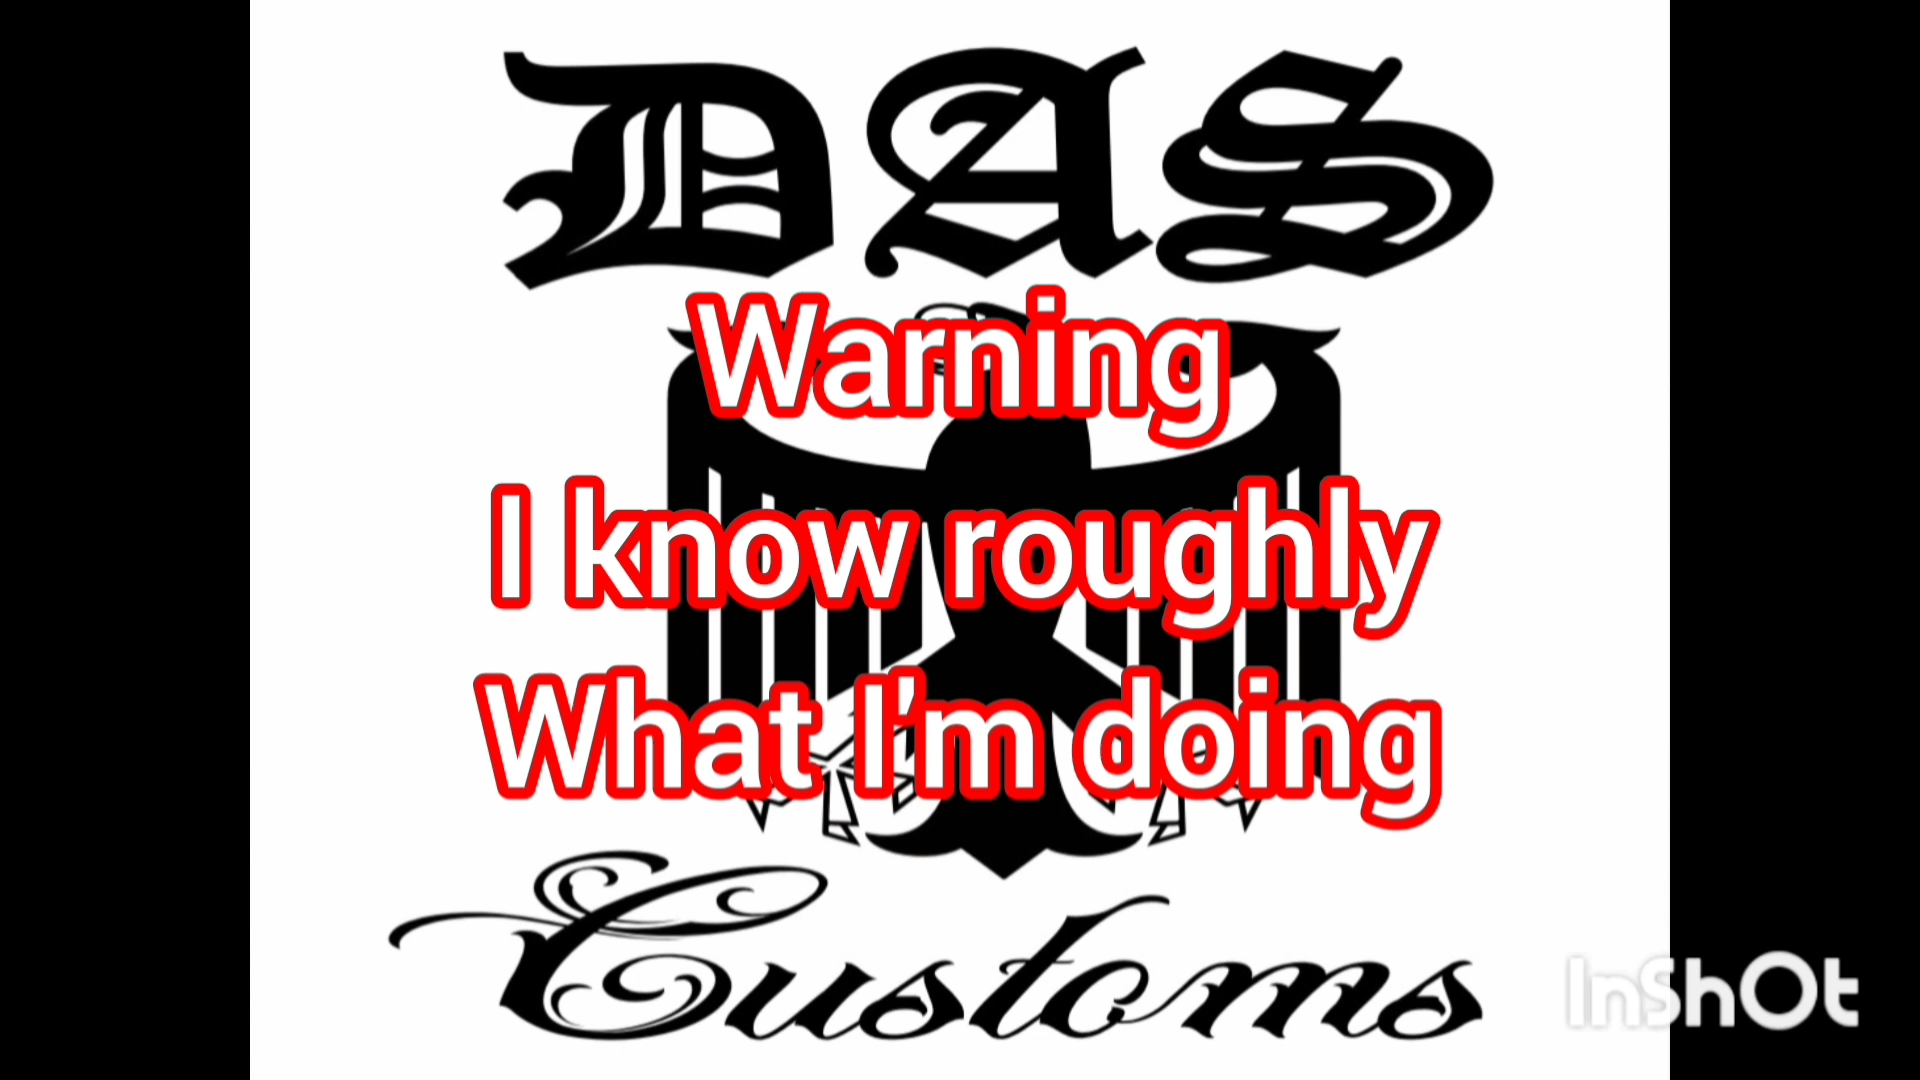 DAS
Warning
I know roughly
What I'm doing
Customs
InShOt